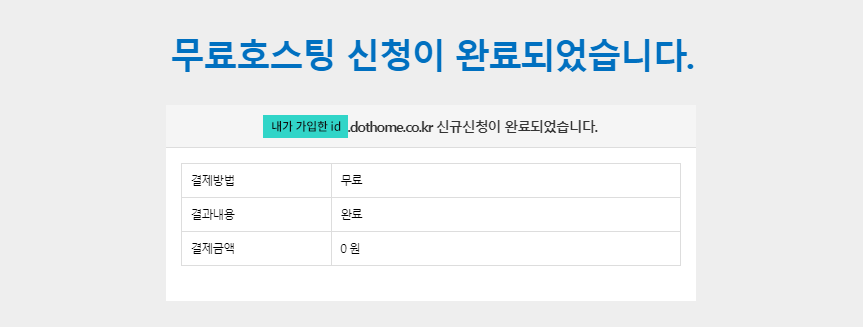 무료호스팅 신청이 완료되었습니다.
내가 가입한 id .dothome.co.kr 신규신청이 완료되었습니다.
결제방법 무료
결과내용 완료
결제금액 0 원